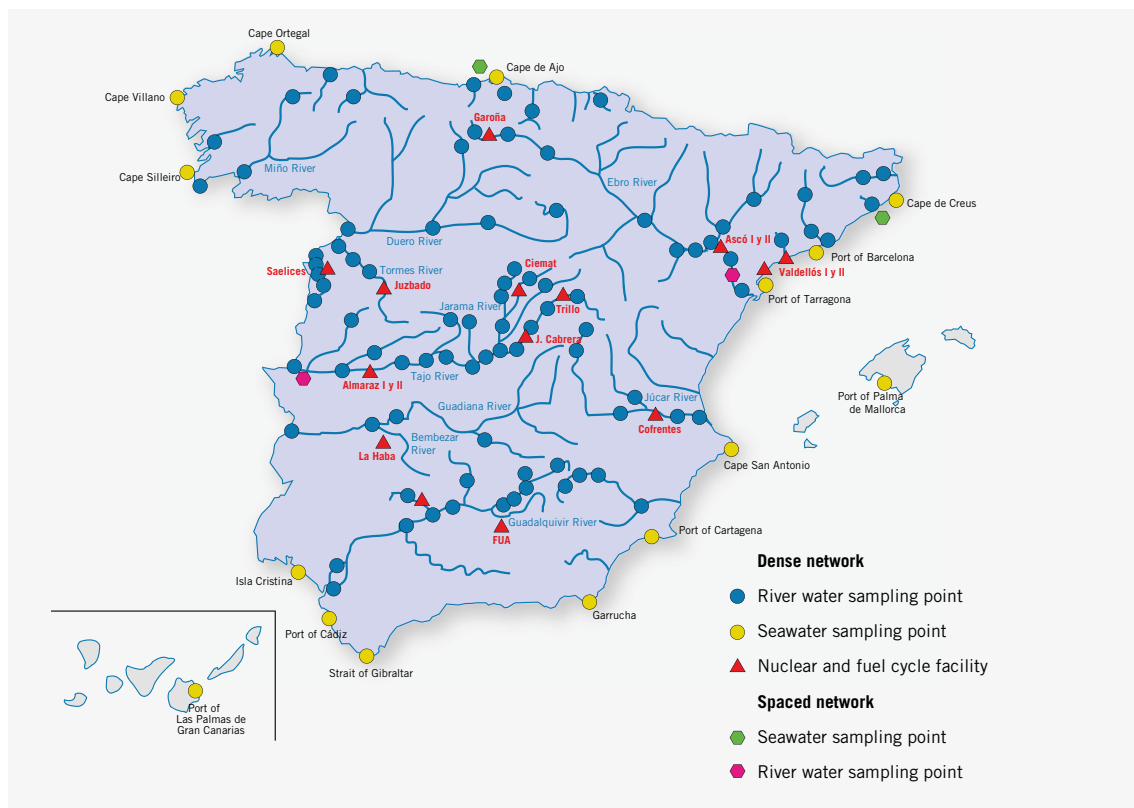 Cape Ortegal
Cape de Ajo
Cape Villano
Garoña
Cape Silleiro
Miño River
Ebro River
Cape de Creus
Duero River
Ascó I y II
Port of Barcelona
Saelices
Tormes River
Ciemat
Valdellós I y II
Juzbado
Port of Tarragona
Jarama River
Trillo
J. Cabrera
Tajo River
Almaraz I y II
Port of Palma
de Mallorca
Júcar River
Guadiana River
Cofrentes
Bembezar
River
La Haba
Cape San Antonio
Guadalquivir River
FUA
Port of Cartagena
Isla Cristina
Garrucha
Port of Cádiz
Strait of Gibraltar
Port of
Las Palmas de
Gran Canarias
Dense network
River water sampling point
Seawater sampling point
Nuclear and fuel cycle facility
Spaced network
Seawater sampling point
River water sampling point